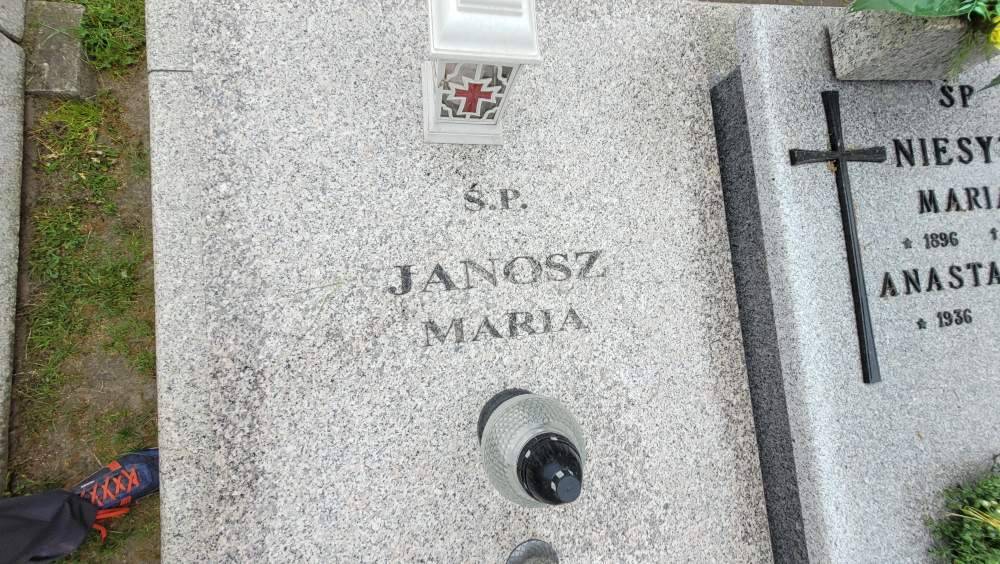 Ś.P.
JANOSZ
MARIA
ŚP
MARIA
* 1896
* 1936